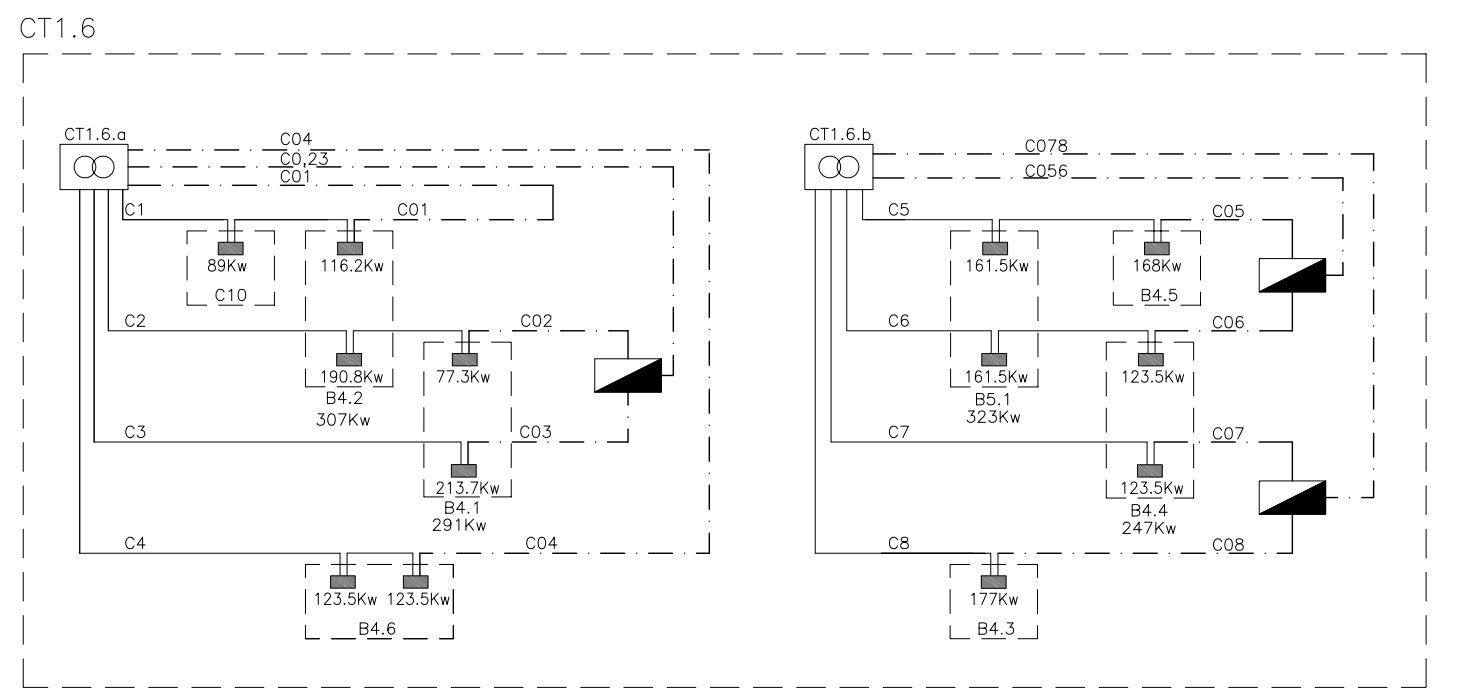 CT1.6
CT1.6.a
C04
C0,23
C01
C1
C01
89Kw
116.2Kw
C10
C2
C02
190.8Kw
77.3Kw
B4.2
307Kw
C3
C03
213.7Kw
B4.1
291Kw
C4
C04
123.5Kw
123.5Kw
B4.6
CT1.6.b
C078
C056
C5
C05
161.5Kw
168Kw
B4.5
C6
C06
161.5Kw
123.5Kw
B5.1
323Kw
C7
C07
123.5Kw
B4.4
247Kw
C8
C08
177Kw
B4.3